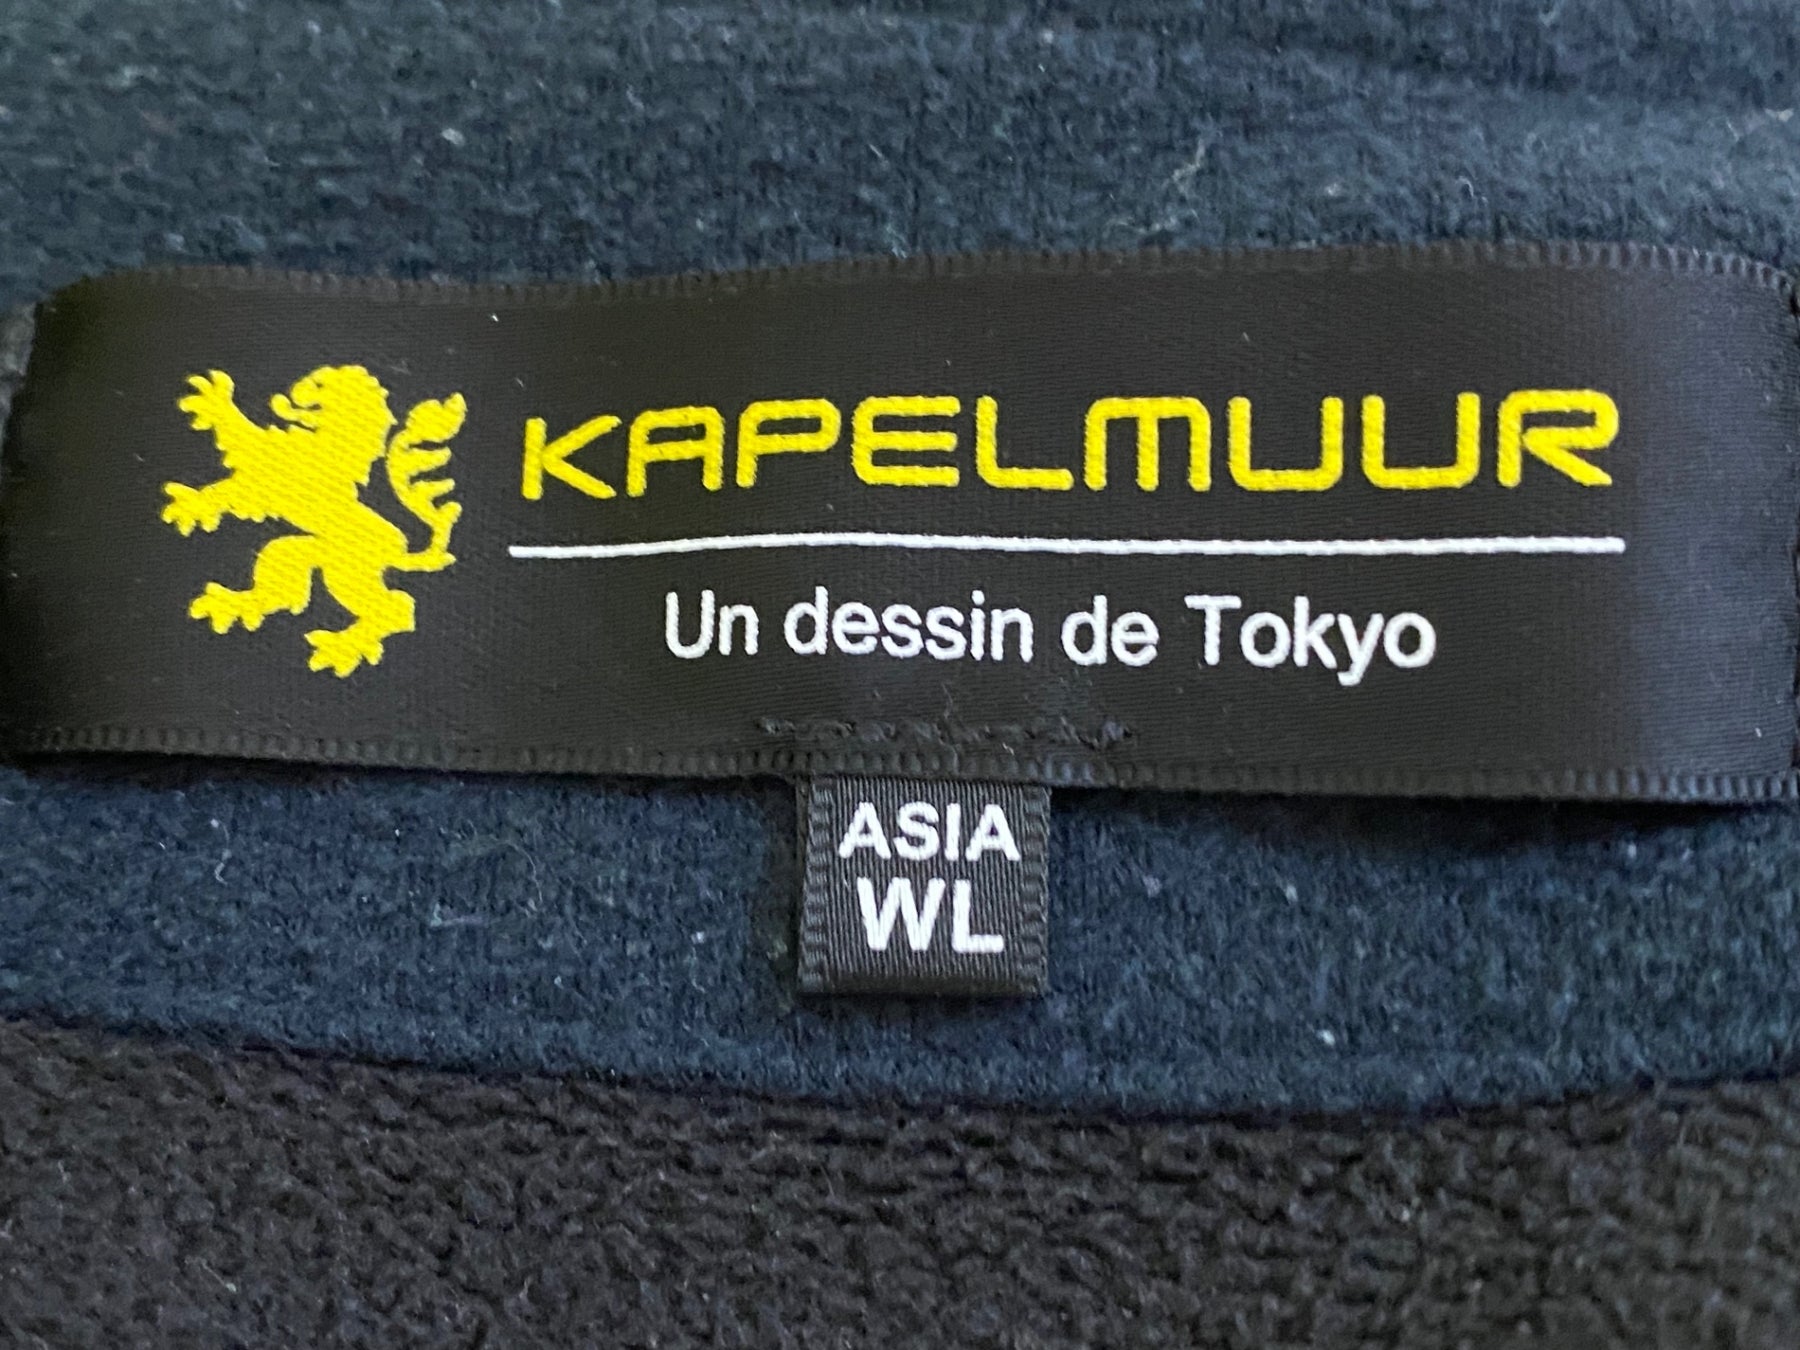 KAPELMUUR
Un dessin de Tokyo
ASIA
WL